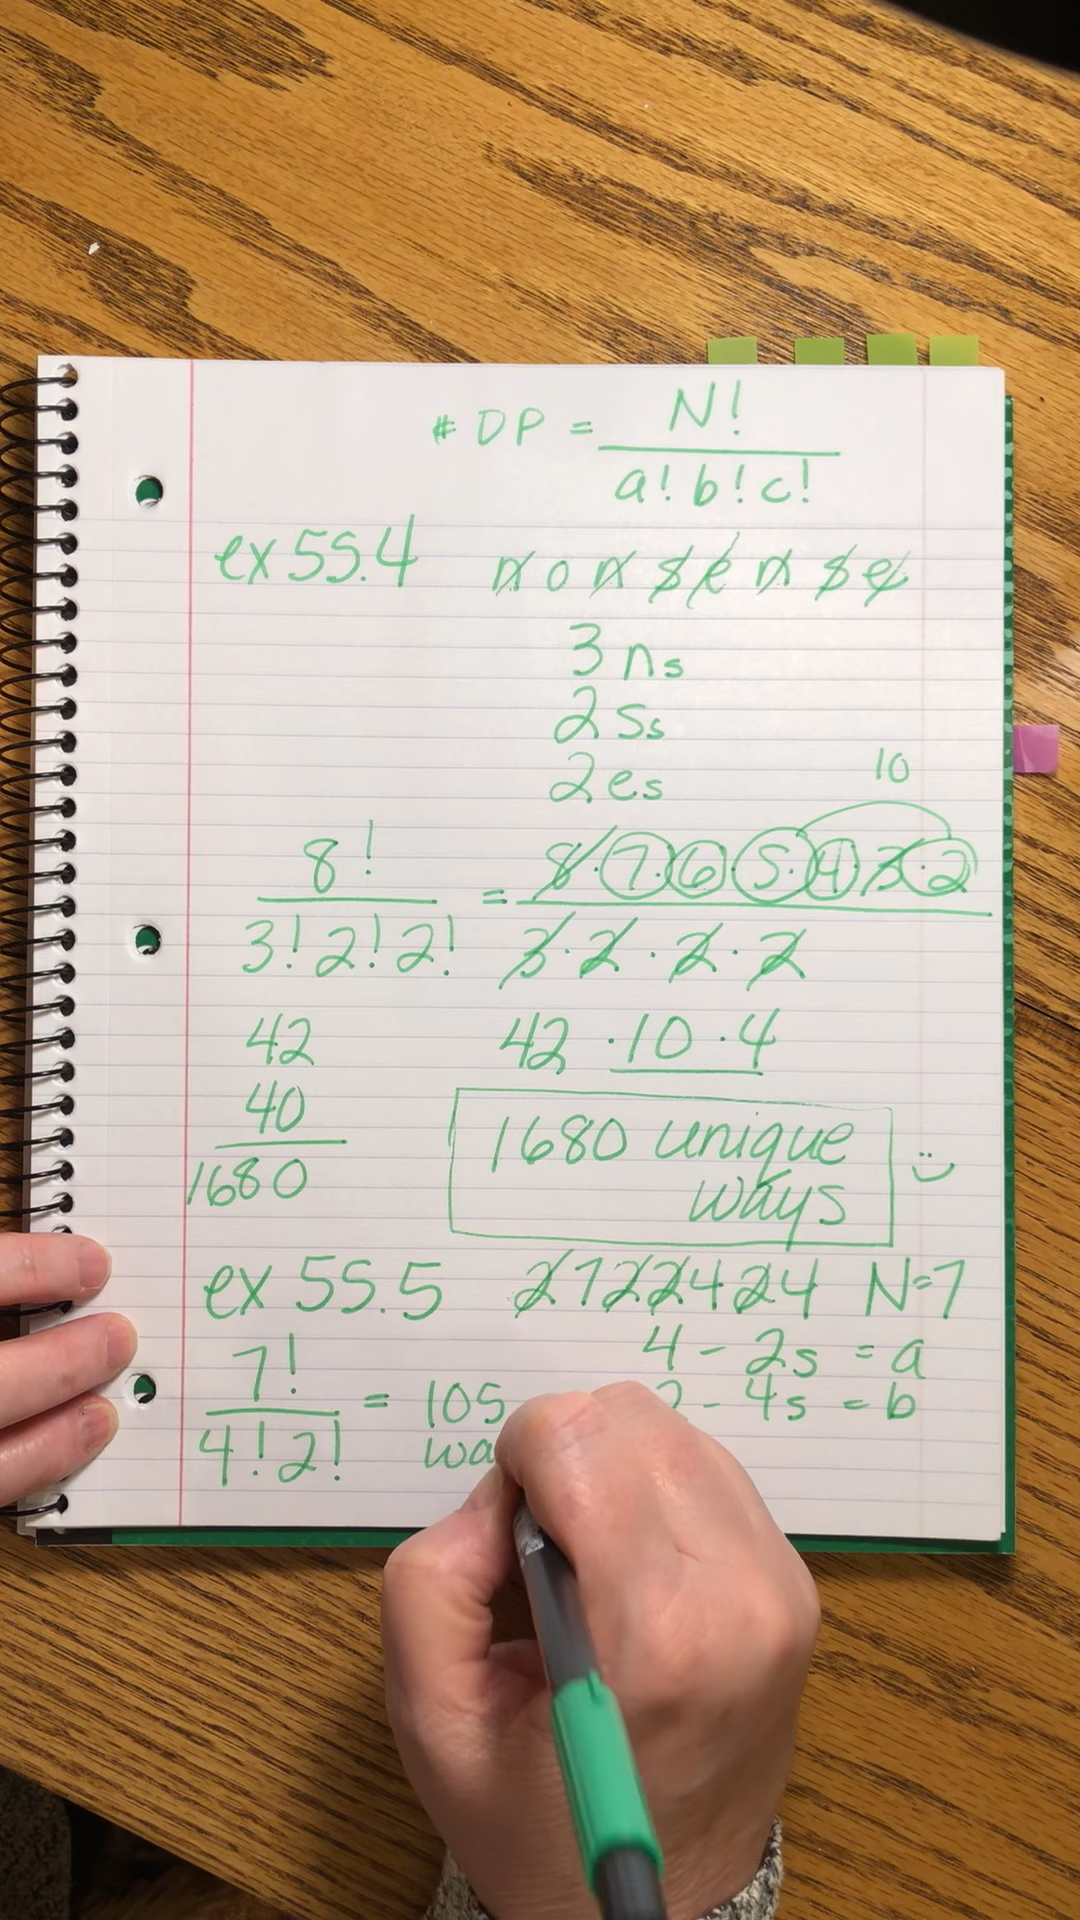 # DP = N!
a! b! c!
ex 55.4 nonsense
3 ns
2 Ss
2 es
10
8! = 8·7·6·5·4·3·2
3! 2! 2! 3·2·2·2
42 42 · 10 · 4
40
1680
1680 unique
ways
ex 55.5 2722424 N=7
4 - 2s = a
7! = 105 - 4s = b
4! 2!